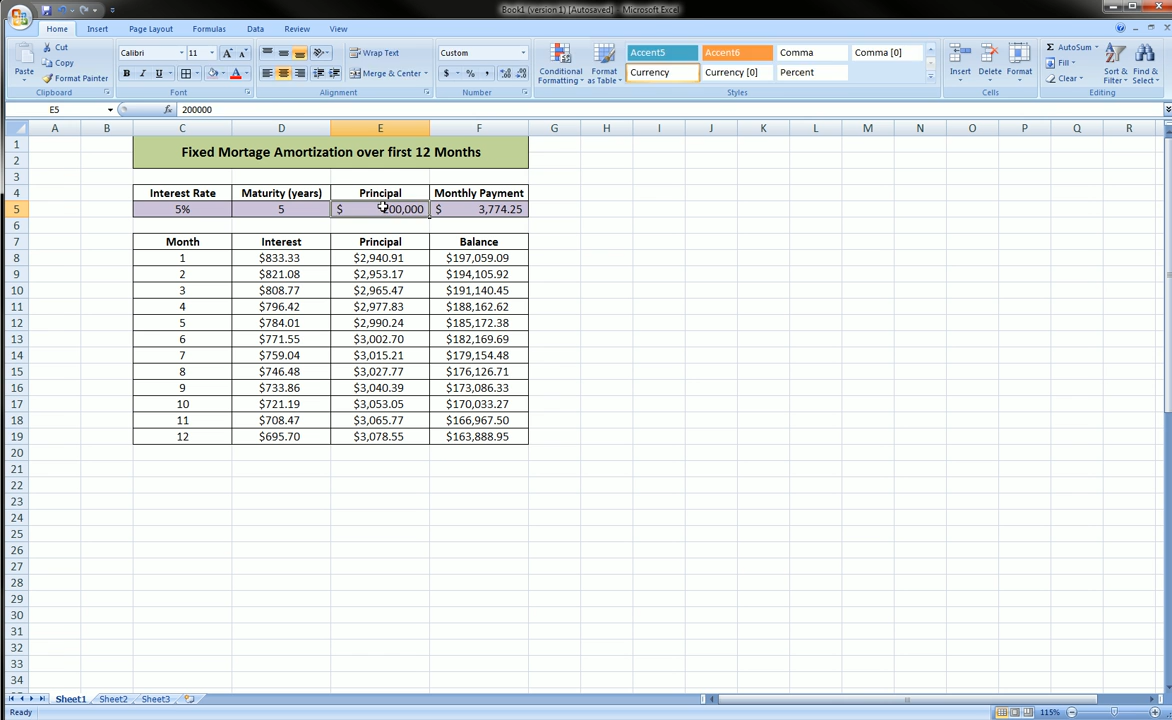 Book1 (version 1) [Autosaved] - Microsoft Excel
Home Insert Page Layout Formulas Data Review View
Paste Cut Copy Format Painter Clipboard
Calibri 11 B I U A A A Font
Wrap Text Merge & Center Alignment
Custom $ % , Number
Conditional Formatting Format as Table Accent5 Accent6 Comma Comma [0]
Currency Currency [0] Percent Styles
Insert Delete Format Cells
Σ AutoSum Fill Clear Sort & Filter Find & Select Editing
E5 fx 200000
A B C D E F G H I J K L M N O P Q R
1 Fixed Mortage Amortization over first 12 Months
2
3
4 Interest Rate Maturity (years) Principal Monthly Payment
5 5% 5 $ 200,000 $ 3,774.25
6
7 Month Interest Principal Balance
8 1 $833.33 $2,940.91 $197,059.09
9 2 $821.08 $2,953.17 $194,105.92
10 3 $808.77 $2,965.47 $191,140.45
11 4 $796.42 $2,977.83 $188,162.62
12 5 $784.01 $2,990.24 $185,172.38
13 6 $771.55 $3,002.70 $182,169.69
14 7 $759.04 $3,015.21 $179,154.48
15 8 $746.48 $3,027.77 $176,126.71
16 9 $733.86 $3,040.39 $173,086.33
17 10 $721.19 $3,053.05 $170,033.27
18 11 $708.47 $3,065.77 $166,967.50
19 12 $695.70 $3,078.55 $163,888.95
20
21
22
23
24
25
26
27
28
29
30
31
32
33
34
Sheet1 Sheet2 Sheet3
Ready 115%